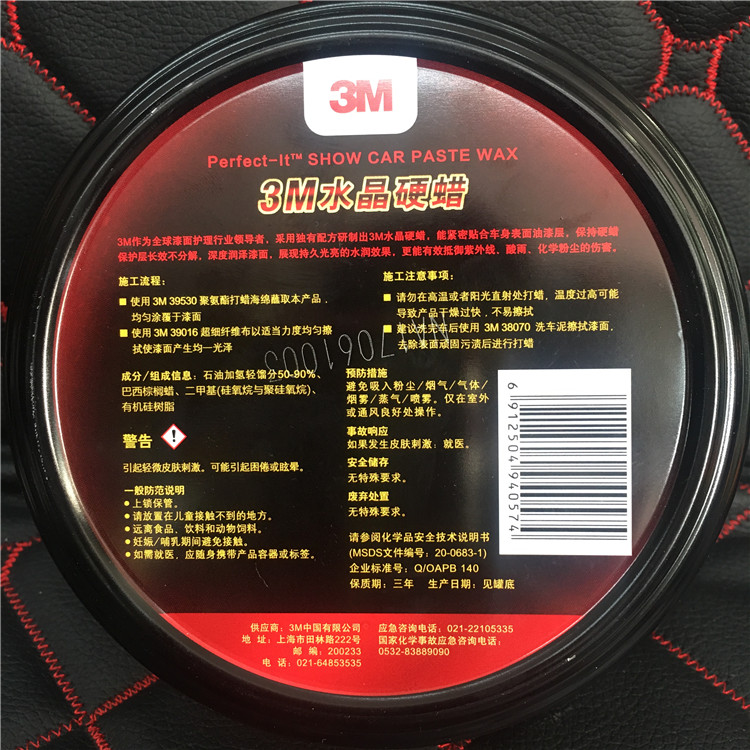 3M
Perfect-It™ SHOW CAR PASTE WAX
3M水晶硬蜡
3M作为全球漆面护理行业领导者，采用独有配方研制出3M水晶硬蜡，能紧密贴合车身表面油漆层，保持硬蜡
保护层长效不分解，深度润泽漆面，展现持久光亮的水润效果，更能有效抵御紫外线，酸雨、化学粉尘的伤害。
施工流程：
■ 使用 3M 39530 聚氨酯打蜡海绵蘸取本产品，
均匀涂覆于漆面
■ 使用 3M 39016 超细纤维布以适当力度均匀擦
拭使漆面产生均一光泽
施工注意事项：
■ 请勿在高温或者阳光直射处打蜡，温度过高可能
导致产品干燥过快，不易擦拭
■ 建议洗完车后使用 3M 38070 洗车泥擦拭漆面，
去除表面顽固污渍后进行打蜡
成分/组成信息：石油加氢轻馏分50-90%、
巴西棕榈蜡、二甲基(硅氧烷与聚硅氧烷)、
有机硅树脂
警告
引起轻微皮肤刺激。可能引起困倦或眩晕。
一般防范说明
● 上锁保管。
● 请放置在儿童接触不到的地方。
● 远离食品、饮料和动物饲料。
● 妊娠/哺乳期间避免接触。
● 如需就医，应随身携带产品容器或标签。
预防措施
避免吸入粉尘/烟气/气体/
烟雾/蒸气/喷雾。仅在室外
或通风良好处操作。
事故响应
如果发生皮肤刺激：就医。
安全储存
无特殊要求。
废弃处置
无特殊要求。
请参阅化学品安全技术说明书
(MSDS文件编号：20-0683-1)
企业标准号：Q/OAPB 140
保质期：三年 生产日期：见罐底
6 912504 940574
供应商：3M中国有限公司
地 址：上海市田林路222号
邮 编：200233
电 话：021-64853535
应急咨询电话：021-22105335
国家化学事故应急咨询电话：
0532-83889090